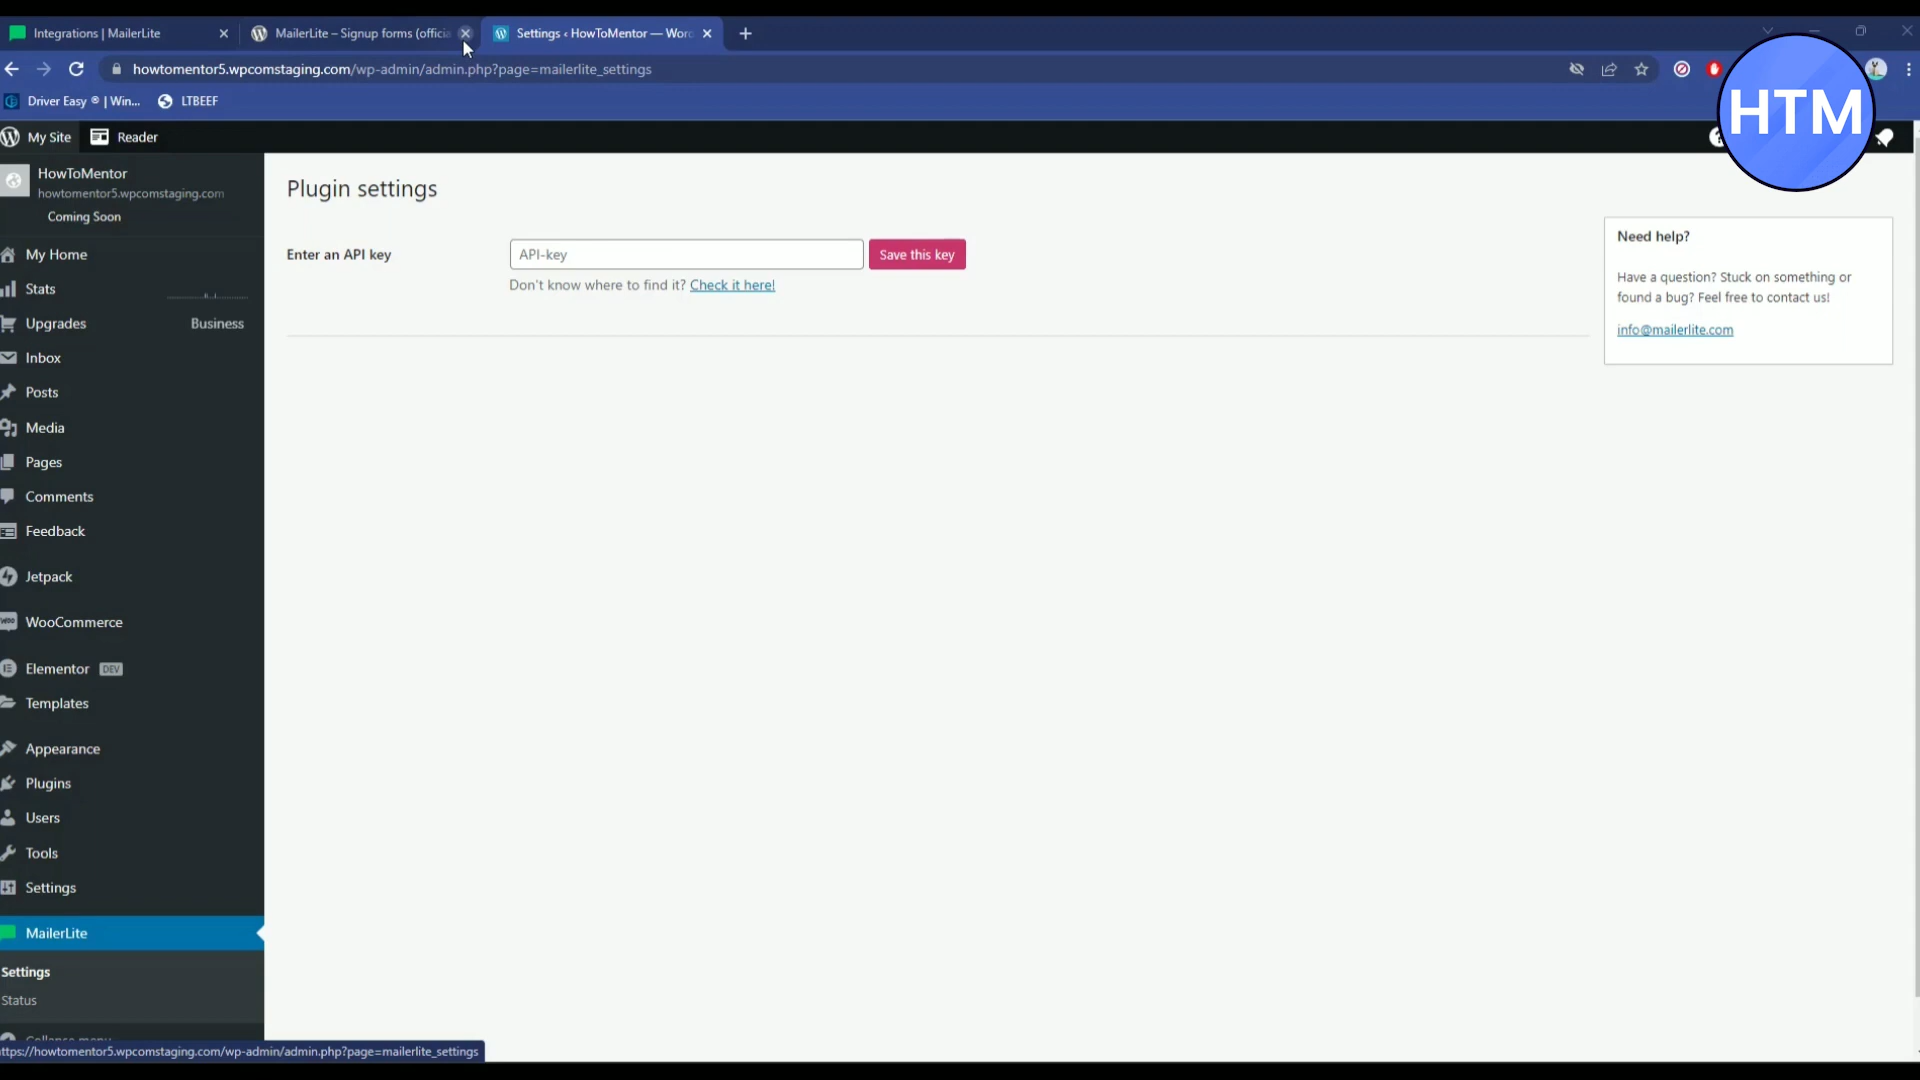 Integrations | MailerLite
MailerLite – Signup forms (officia
Settings ‹ HowToMentor — Worc
howtomentor5.wpcomstaging.com/wp-admin/admin.php?page=mailerlite_settings
Driver Easy ® | Win...
LTBEEF
HTM
My Site
Reader
HowToMentor
howtomentor5.wpcomstaging.com
Coming Soon
My Home
Stats
Upgrades
Business
Inbox
Posts
Media
Pages
Comments
Feedback
Jetpack
WooCommerce
Elementor DEV
Templates
Appearance
Plugins
Users
Tools
Settings
MailerLite
Settings
Status
Collapse menu
ttps://howtomentor5.wpcomstaging.com/wp-admin/admin.php?page=mailerlite_settings
Plugin settings
Enter an API key
API-key
Save this key
Don't know where to find it? Check it here!
Need help?
Have a question? Stuck on something or
found a bug? Feel free to contact us!
info@mailerlite.com